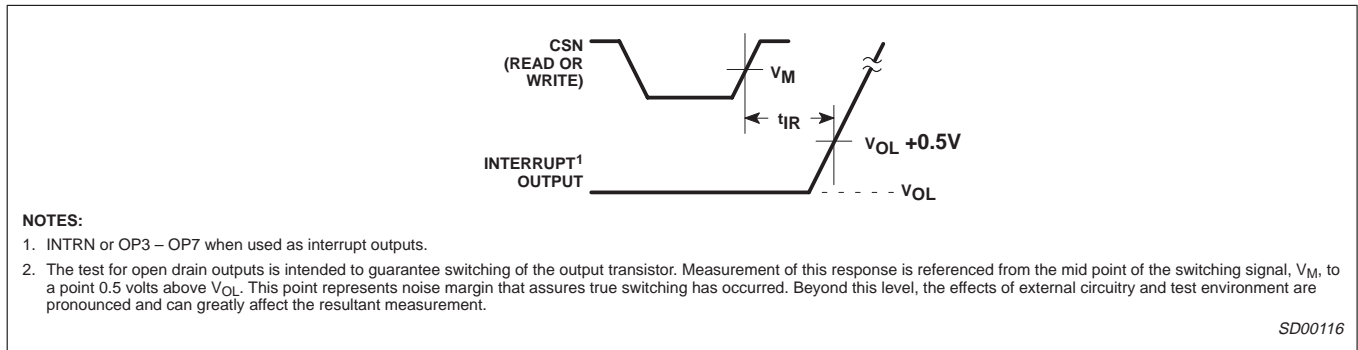 CSN
(READ OR
WRITE)
VM
tIR
VOL +0.5V
INTERRUPT1
OUTPUT
VOL
NOTES:
1. INTRN or OP3 – OP7 when used as interrupt outputs.
2. The test for open drain outputs is intended to guarantee switching of the output transistor. Measurement of this response is referenced from the mid point of the switching signal, VM, to
a point 0.5 volts above VOL. This point represents noise margin that assures true switching has occurred. Beyond this level, the effects of external circuitry and test environment are
pronounced and can greatly affect the resultant measurement.
SD00116